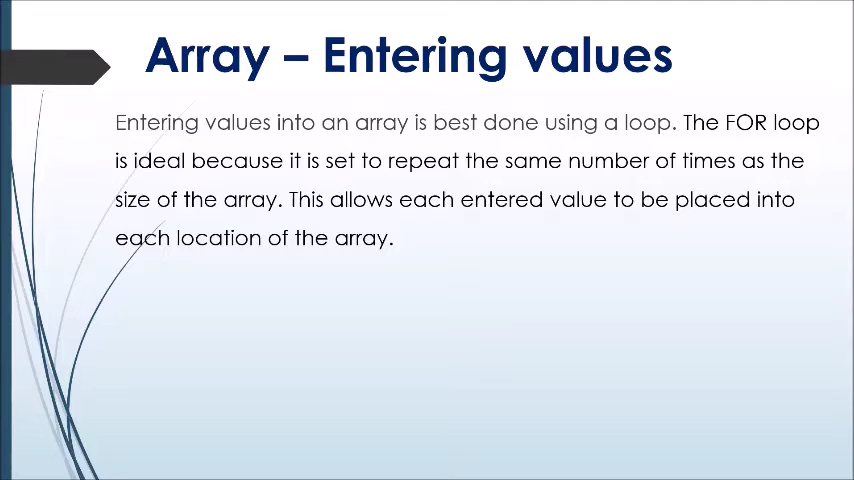 Array – Entering values
Entering values into an array is best done using a loop. The FOR loop
is ideal because it is set to repeat the same number of times as the
size of the array. This allows each entered value to be placed into
each location of the array.